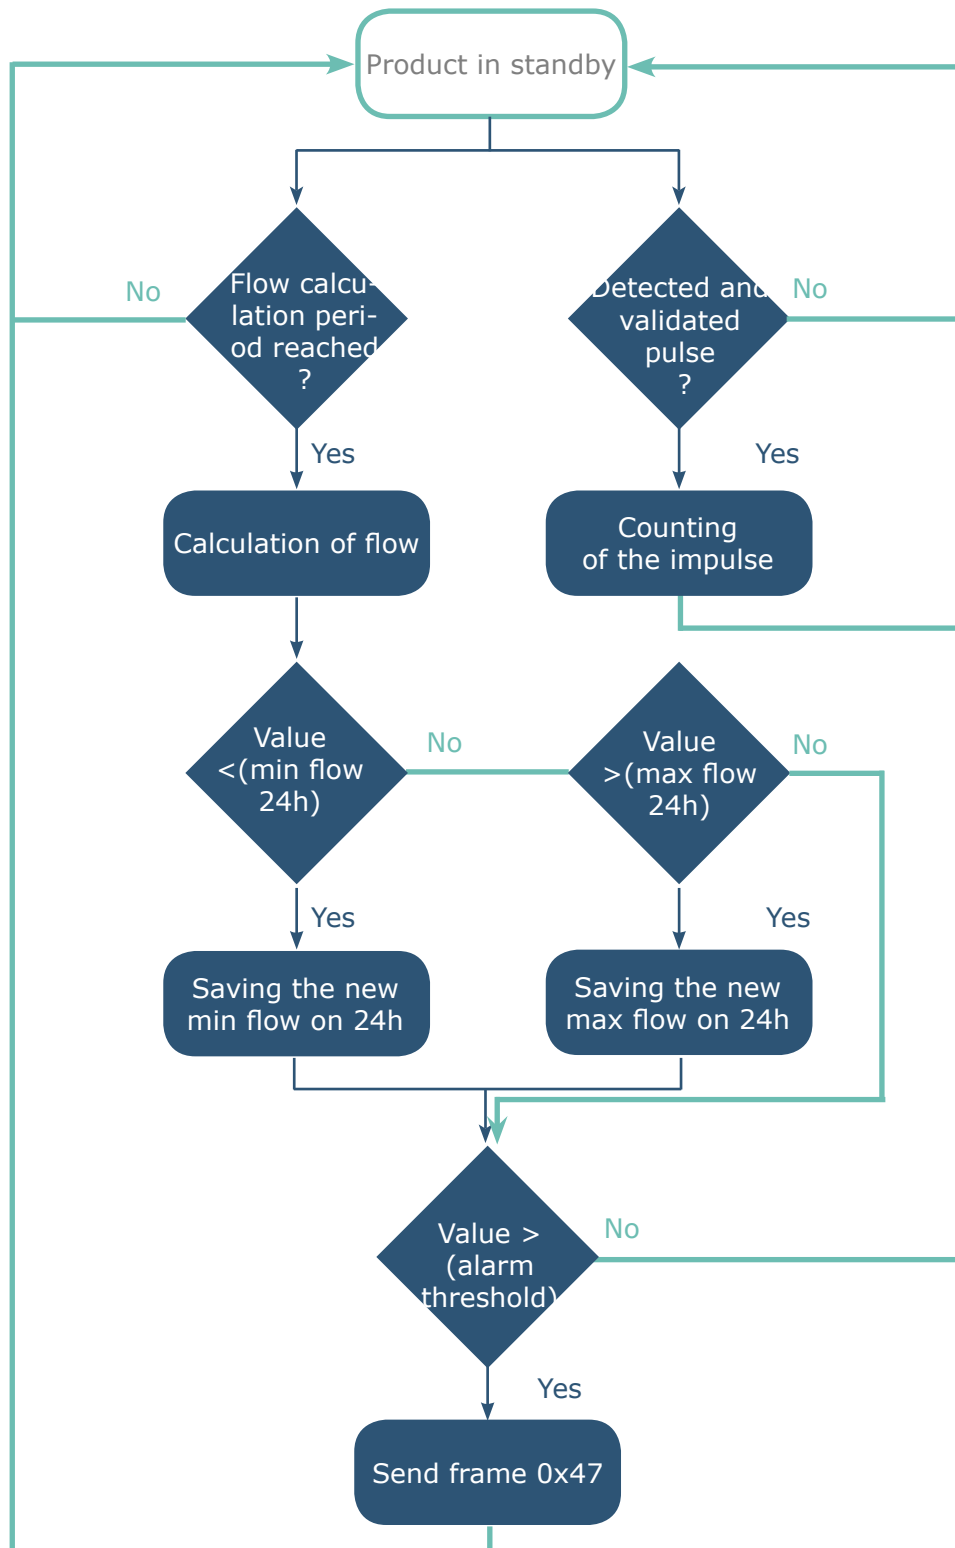 Product in standby
Flow calcu-
lation peri-
od reached
?
No
Detected and
validated
pulse
?
No
Yes
Yes
Calculation of flow
Counting
of the impulse
Value
<(min flow
24h)
No
Value
>(max flow
24h)
No
Yes
Yes
Saving the new
min flow on 24h
Saving the new
max flow on 24h
Value >
(alarm
threshold)
No
Yes
Send frame 0x47